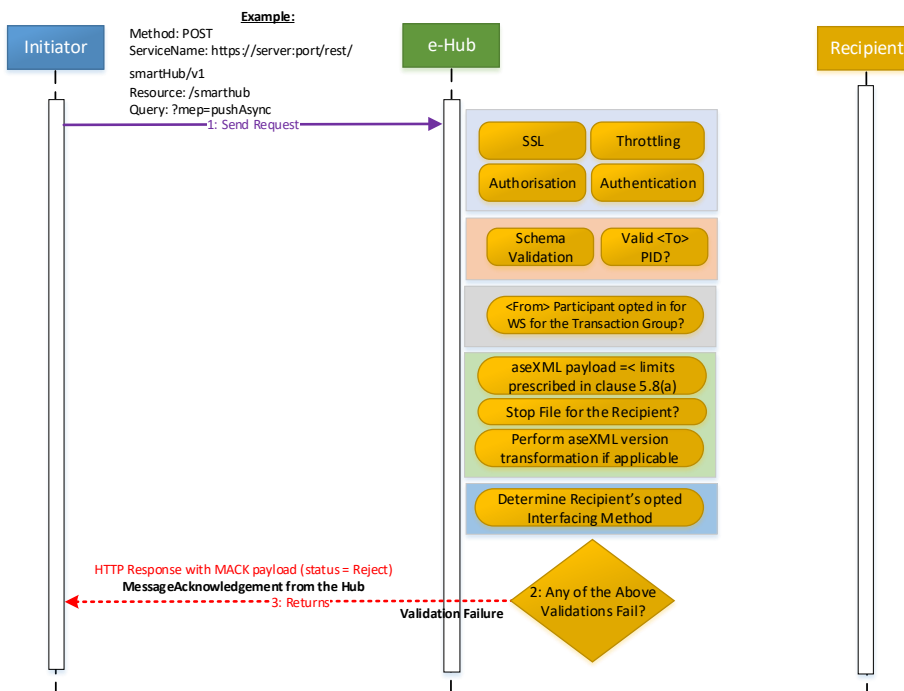 Example:
Method: POST
ServiceName: https://server:port/rest/
smartHub/v1
Resource: /smarthub
Query: ?mep=pushAsync
Initiator
e-Hub
Recipient
1: Send Request
SSL
Throttling
Authorisation
Authentication
Schema
Validation
Valid <To>
PID?
<From> Participant opted in for
WS for the Transaction Group?
aseXML payload =< limits
prescribed in clause 5.8(a)
Stop File for the Recipient?
Perform aseXML version
transformation if applicable
Determine Recipient's opted
Interfacing Method
HTTP Response with MACK payload (status = Reject)
MessageAcknowledgement from the Hub
3: Returns
Validation Failure
2: Any of the Above
Validations Fail?